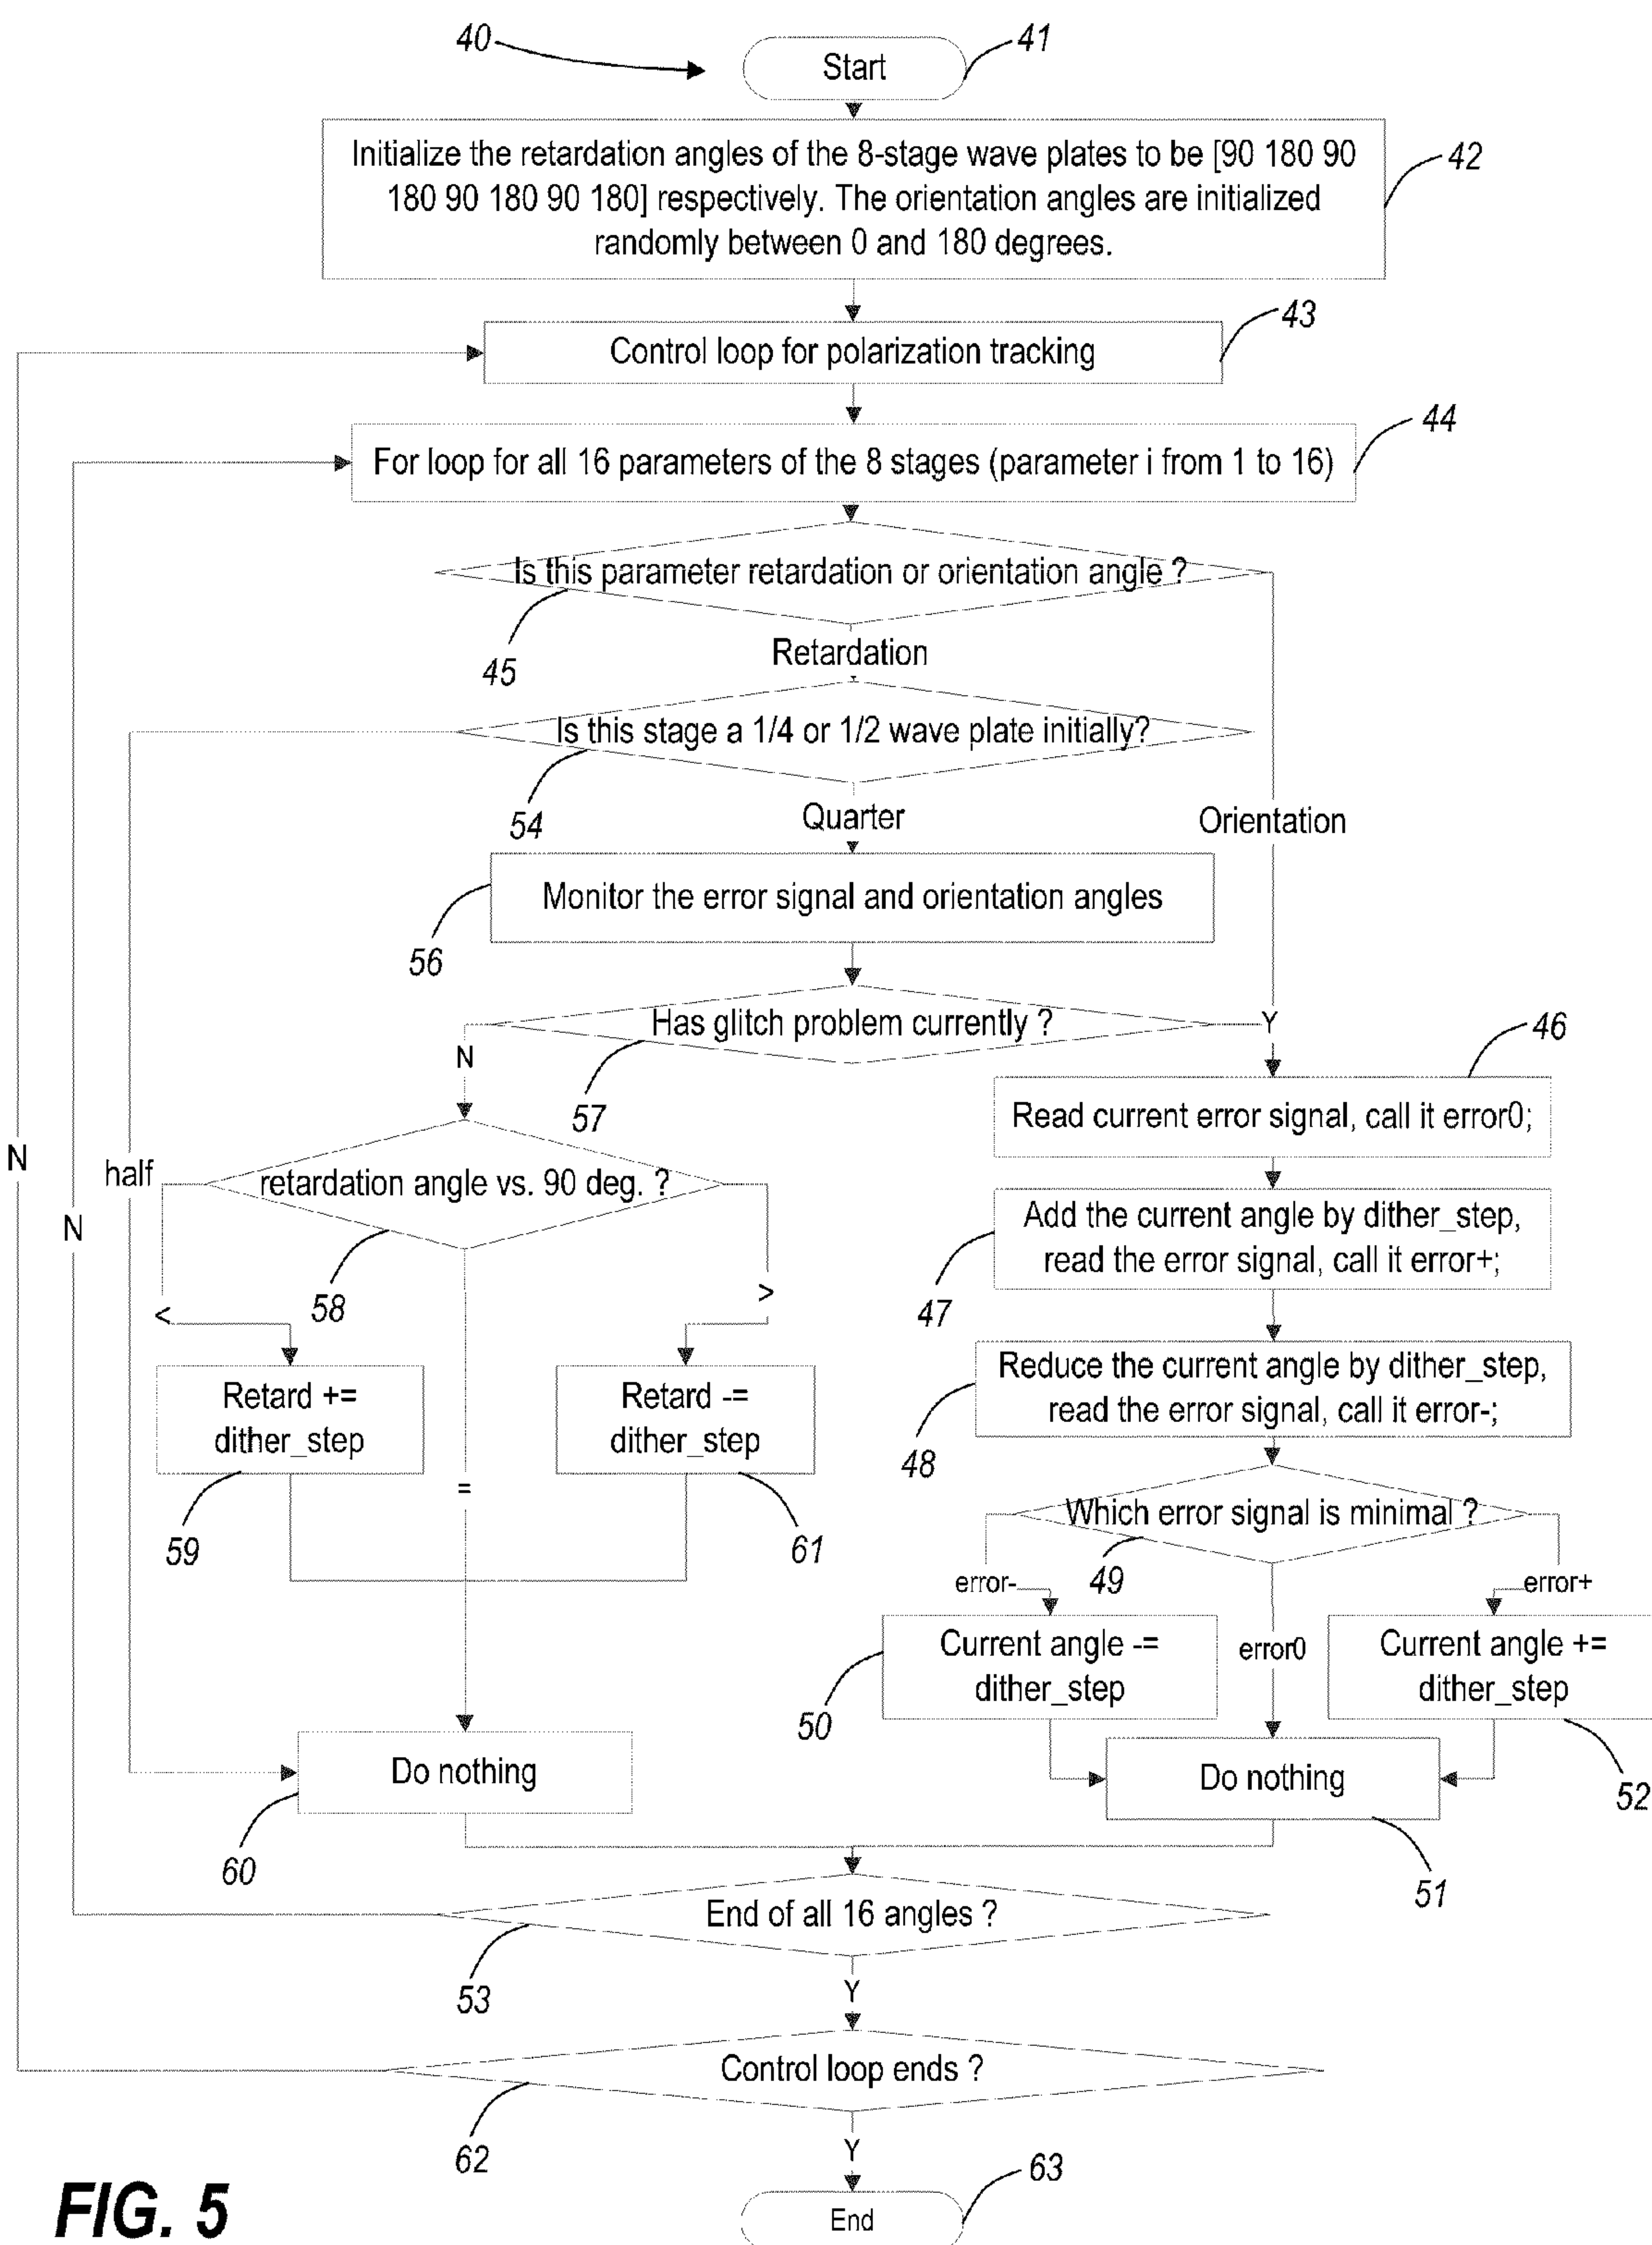 40
Start
41
Initialize the retardation angles of the 8-stage wave plates to be [90 180 90
180 90 180 90 180] respectively. The orientation angles are initialized
randomly between 0 and 180 degrees.
42
Control loop for polarization tracking
43
For loop for all 16 parameters of the 8 stages (parameter i from 1 to 16)
44
Is this parameter retardation or orientation angle ?
45
Retardation
Is this stage a 1/4 or 1/2 wave plate initially?
54
Quarter
Orientation
Monitor the error signal and orientation angles
56
Has glitch problem currently ?
57
N
Y
46
Read current error signal, call it error0;
N
half
N
retardation angle vs. 90 deg. ?
58
<
=
>
Add the current angle by dither_step,
read the error signal, call it error+;
47
Retard +=
dither_step
59
Retard -=
dither_step
61
Reduce the current angle by dither_step,
read the error signal, call it error-;
48
Which error signal is minimal ?
49
error-
error0
error+
Current angle -=
dither_step
50
Current angle +=
dither_step
52
Do nothing
60
Do nothing
51
End of all 16 angles ?
53
Y
Control loop ends ?
62
Y
End
63
FIG. 5